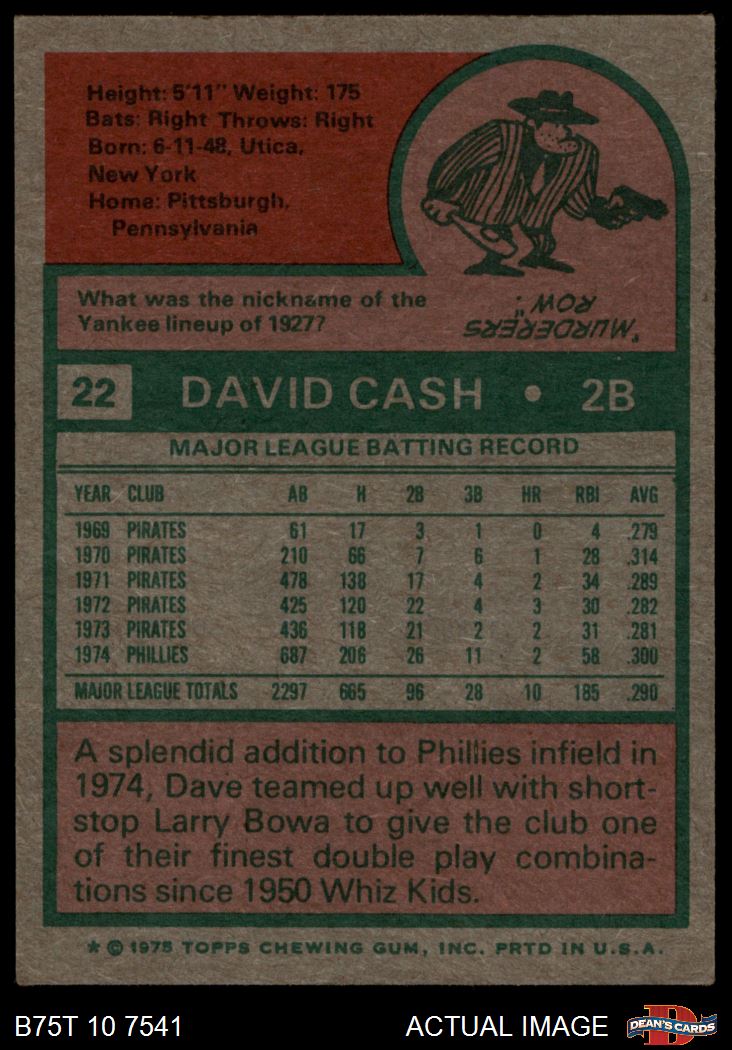 Height: 5'11" Weight: 175
Bats: Right Throws: Right
Born: 6-11-48, Utica,
New York
Home: Pittsburgh,
Pennsylvania
What was the nickname of the
Yankee lineup of 1927?
"MURDERERS
ROW."
22 DAVID CASH • 2B
MAJOR LEAGUE BATTING RECORD
YEAR CLUB AB H 2B 3B HR RBI AVG
1969 PIRATES 61 17 3 1 0 4 .279
1970 PIRATES 210 66 7 6 1 28 .314
1971 PIRATES 478 138 17 4 2 34 .289
1972 PIRATES 425 120 22 4 3 30 .282
1973 PIRATES 436 118 21 2 2 31 .281
1974 PHILLIES 687 206 26 11 2 58 .300
MAJOR LEAGUE TOTALS 2297 665 96 28 10 185 .290
A splendid addition to Phillies infield in
1974, Dave teamed up well with short-
stop Larry Bowa to give the club one
of their finest double play combina-
tions since 1950 Whiz Kids.
* © 1975 TOPPS CHEWING GUM, INC. PRTD IN U.S.A.
B75T 10 7541 ACTUAL IMAGE DEAN'S CARDS